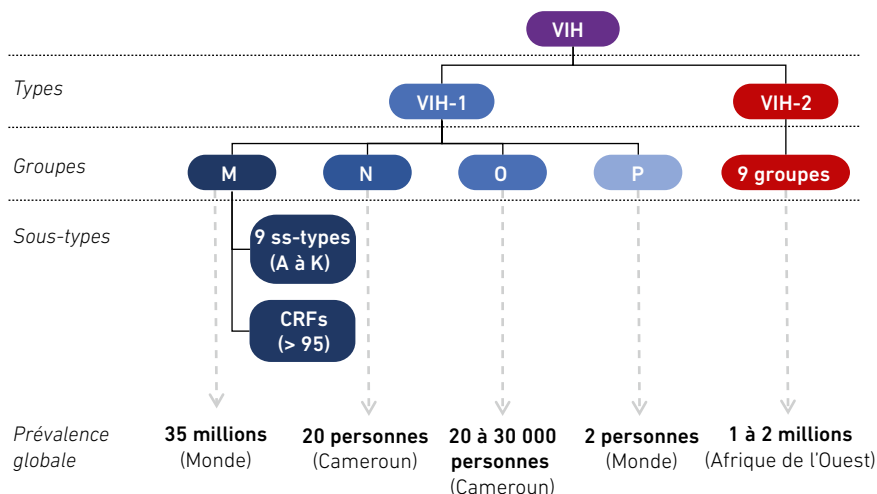 VIH
Types
VIH-1
VIH-2
Groupes
M
N
O
P
9 groupes
Sous-types
9 ss-types
(A à K)
CRFs
(> 95)
Prévalence
globale
35 millions
(Monde)
20 personnes
(Cameroun)
20 à 30 000
personnes
(Cameroun)
2 personnes
(Monde)
1 à 2 millions
(Afrique de l'Ouest)